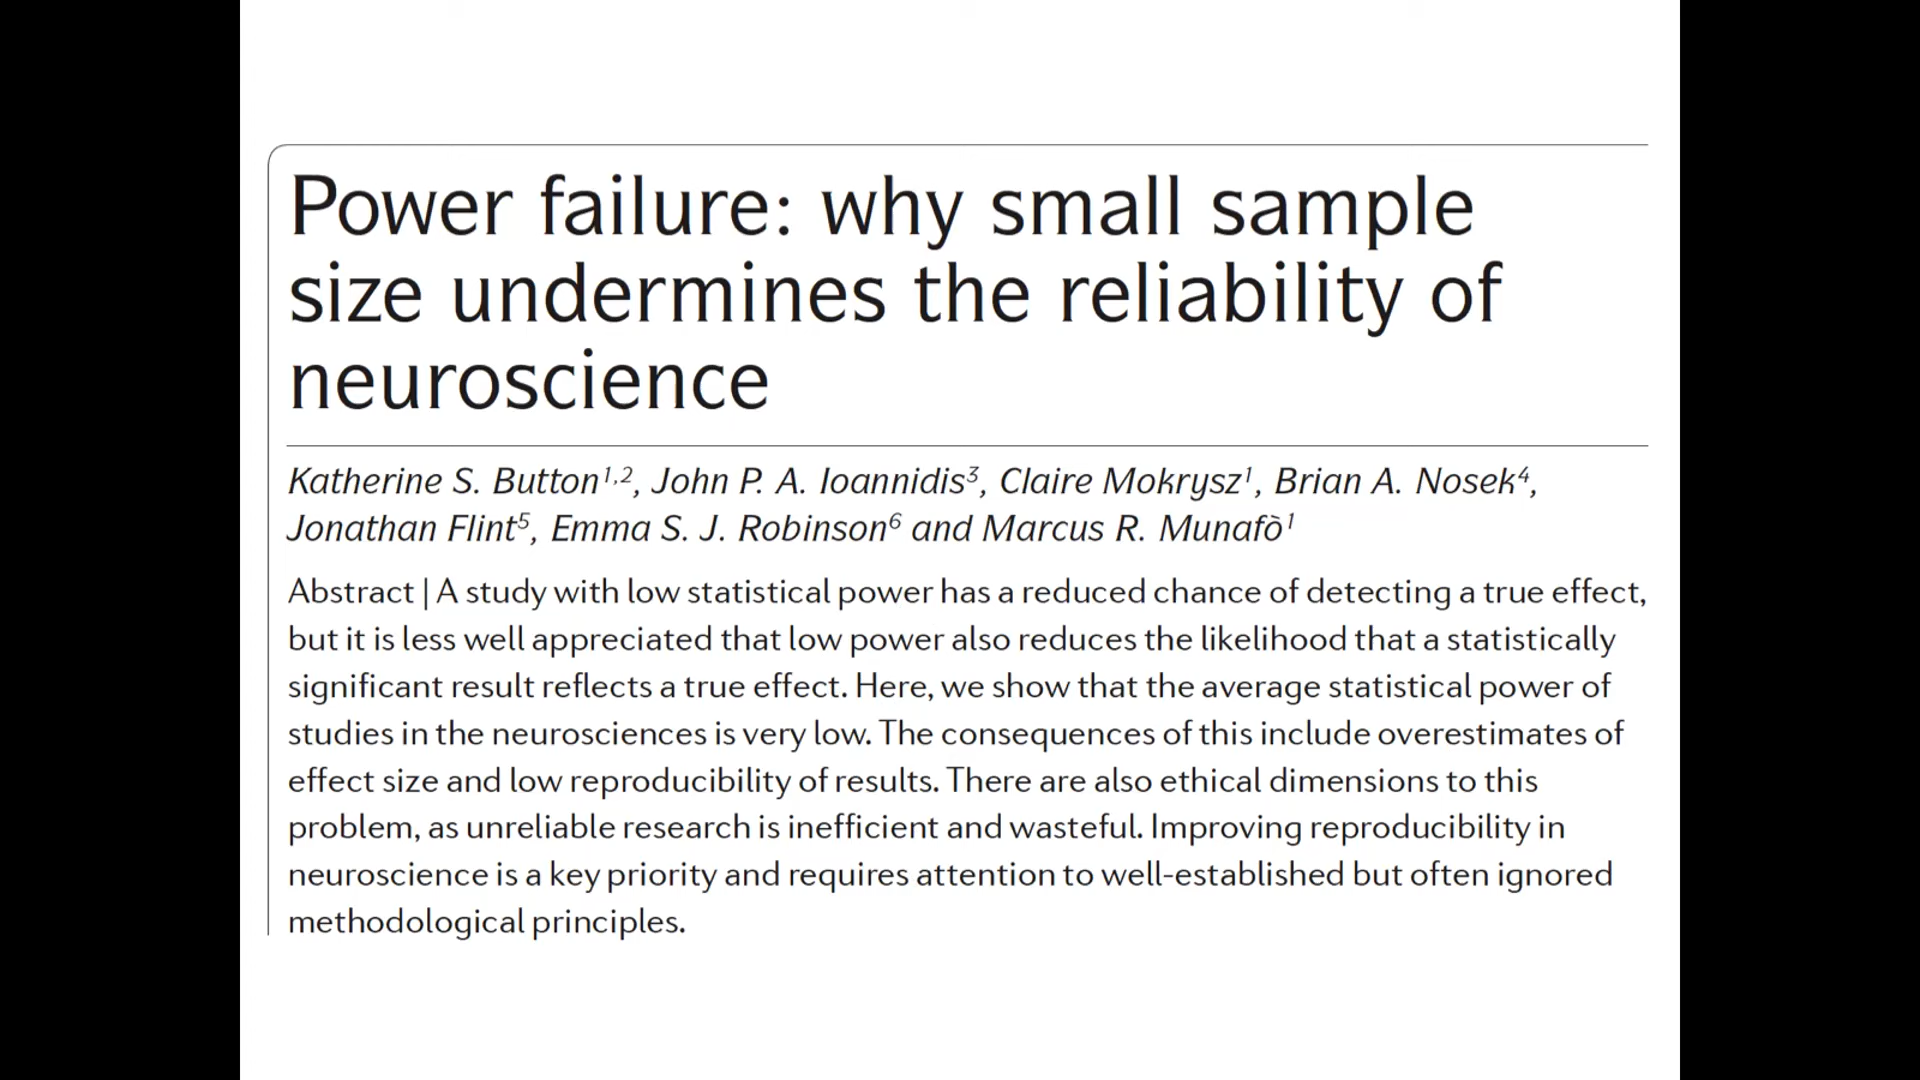 Power failure: why small sample
size undermines the reliability of
neuroscience
Katherine S. Button1,2, John P. A. Ioannidis3, Claire Mokrysz1, Brian A. Nosek4,
Jonathan Flint5, Emma S. J. Robinson6 and Marcus R. Munafò1
Abstract | A study with low statistical power has a reduced chance of detecting a true effect,
but it is less well appreciated that low power also reduces the likelihood that a statistically
significant result reflects a true effect. Here, we show that the average statistical power of
studies in the neurosciences is very low. The consequences of this include overestimates of
effect size and low reproducibility of results. There are also ethical dimensions to this
problem, as unreliable research is inefficient and wasteful. Improving reproducibility in
neuroscience is a key priority and requires attention to well-established but often ignored
methodological principles.